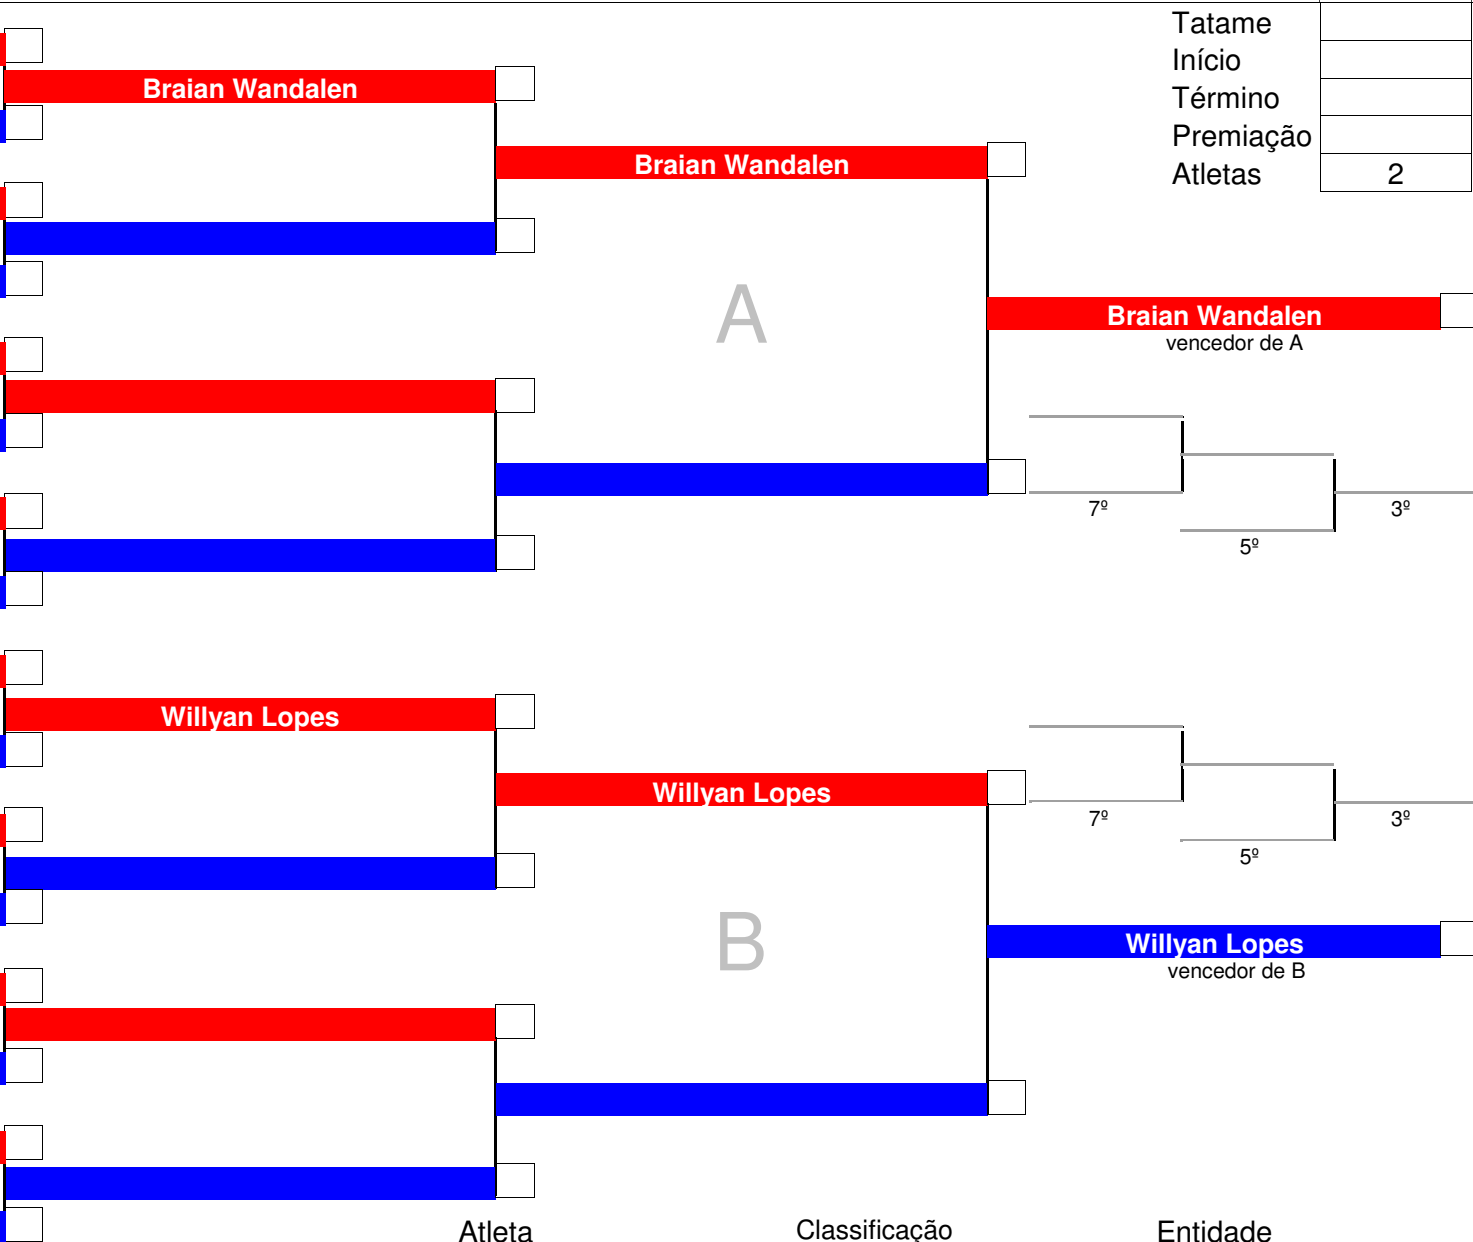 Tatame
Início
Término
Premiação
Atletas 2
Braian Wandalen
Braian Wandalen
A
Braian Wandalen
vencedor de A
7º
3º
5º
Willyan Lopes
Willyan Lopes
7º
3º
5º
B
Willyan Lopes
vencedor de B
Atleta Classificação Entidade